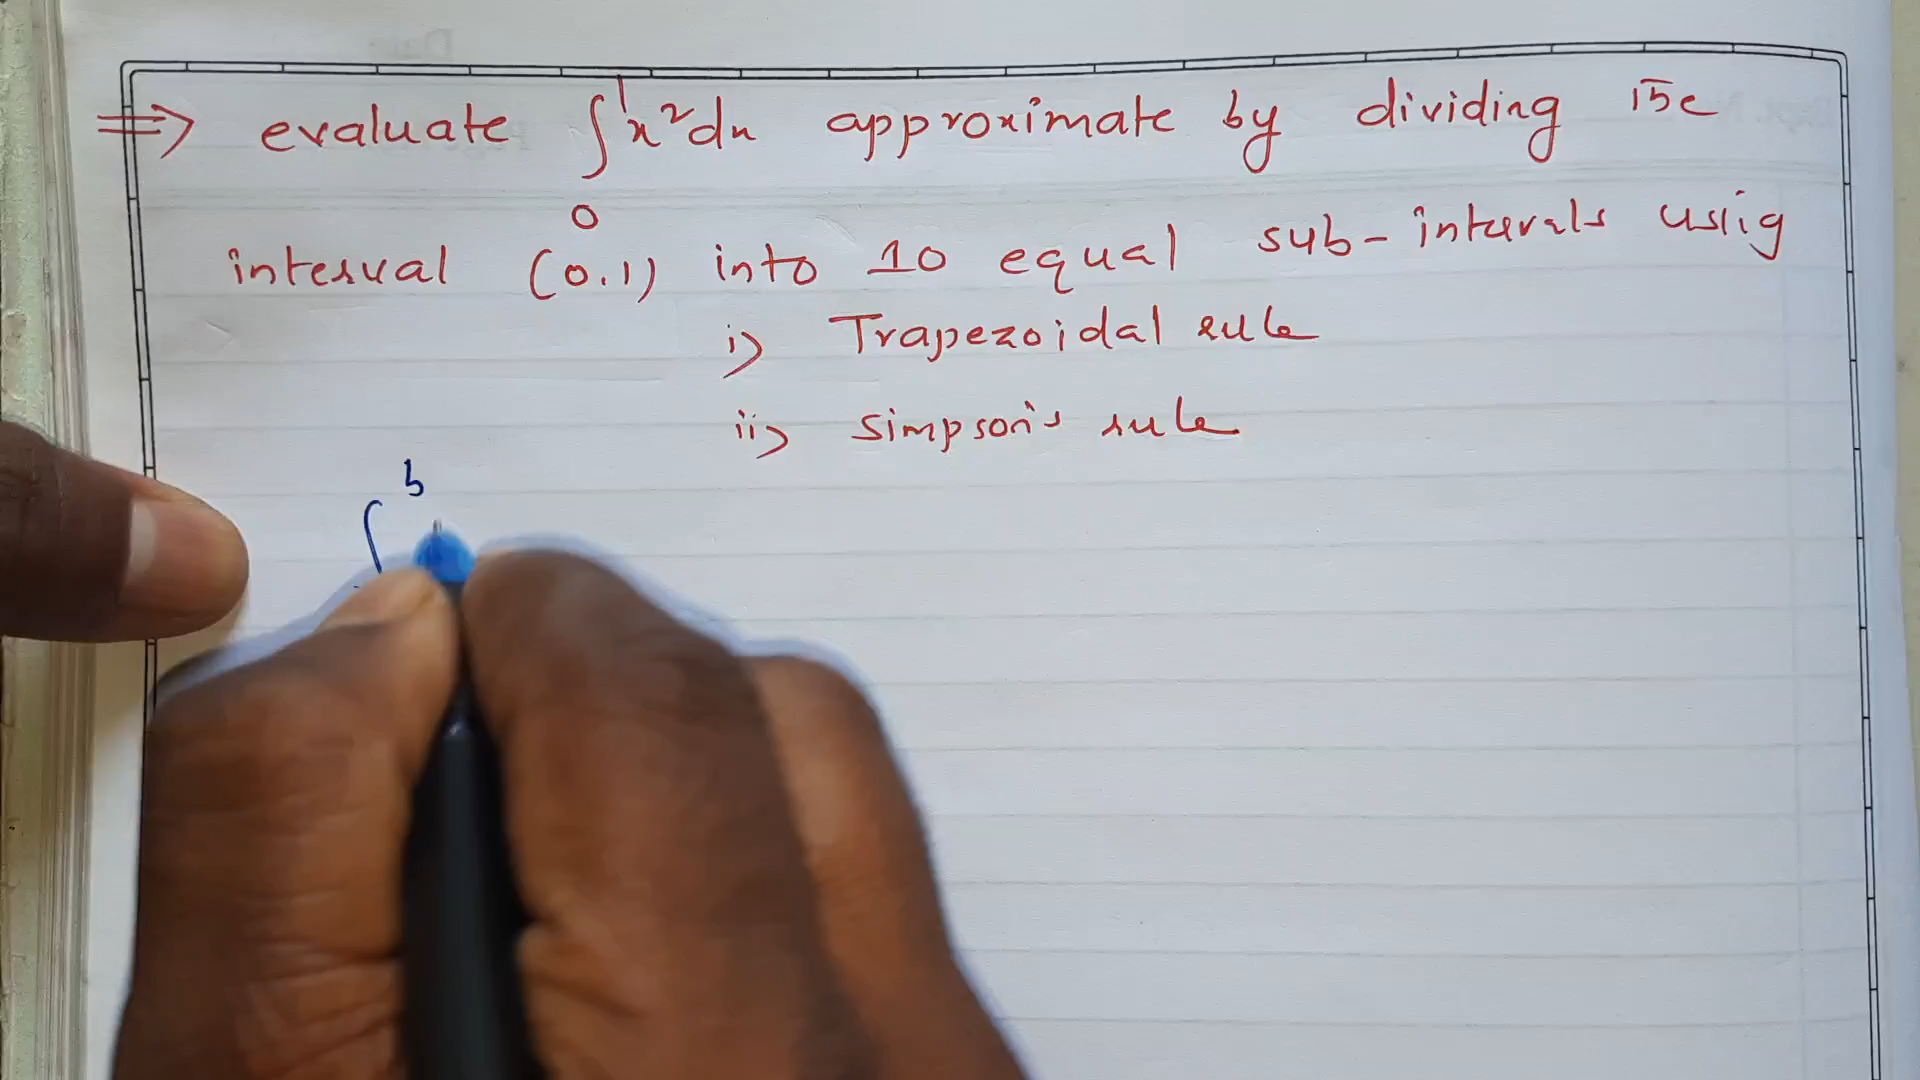 ⇒ evaluate ∫₀¹ x²dx approximate by dividing the
interval (0.1) into 10 equal sub-intervals usig
i) Trapezoidal rule
ii) simpson's rule
∫ b